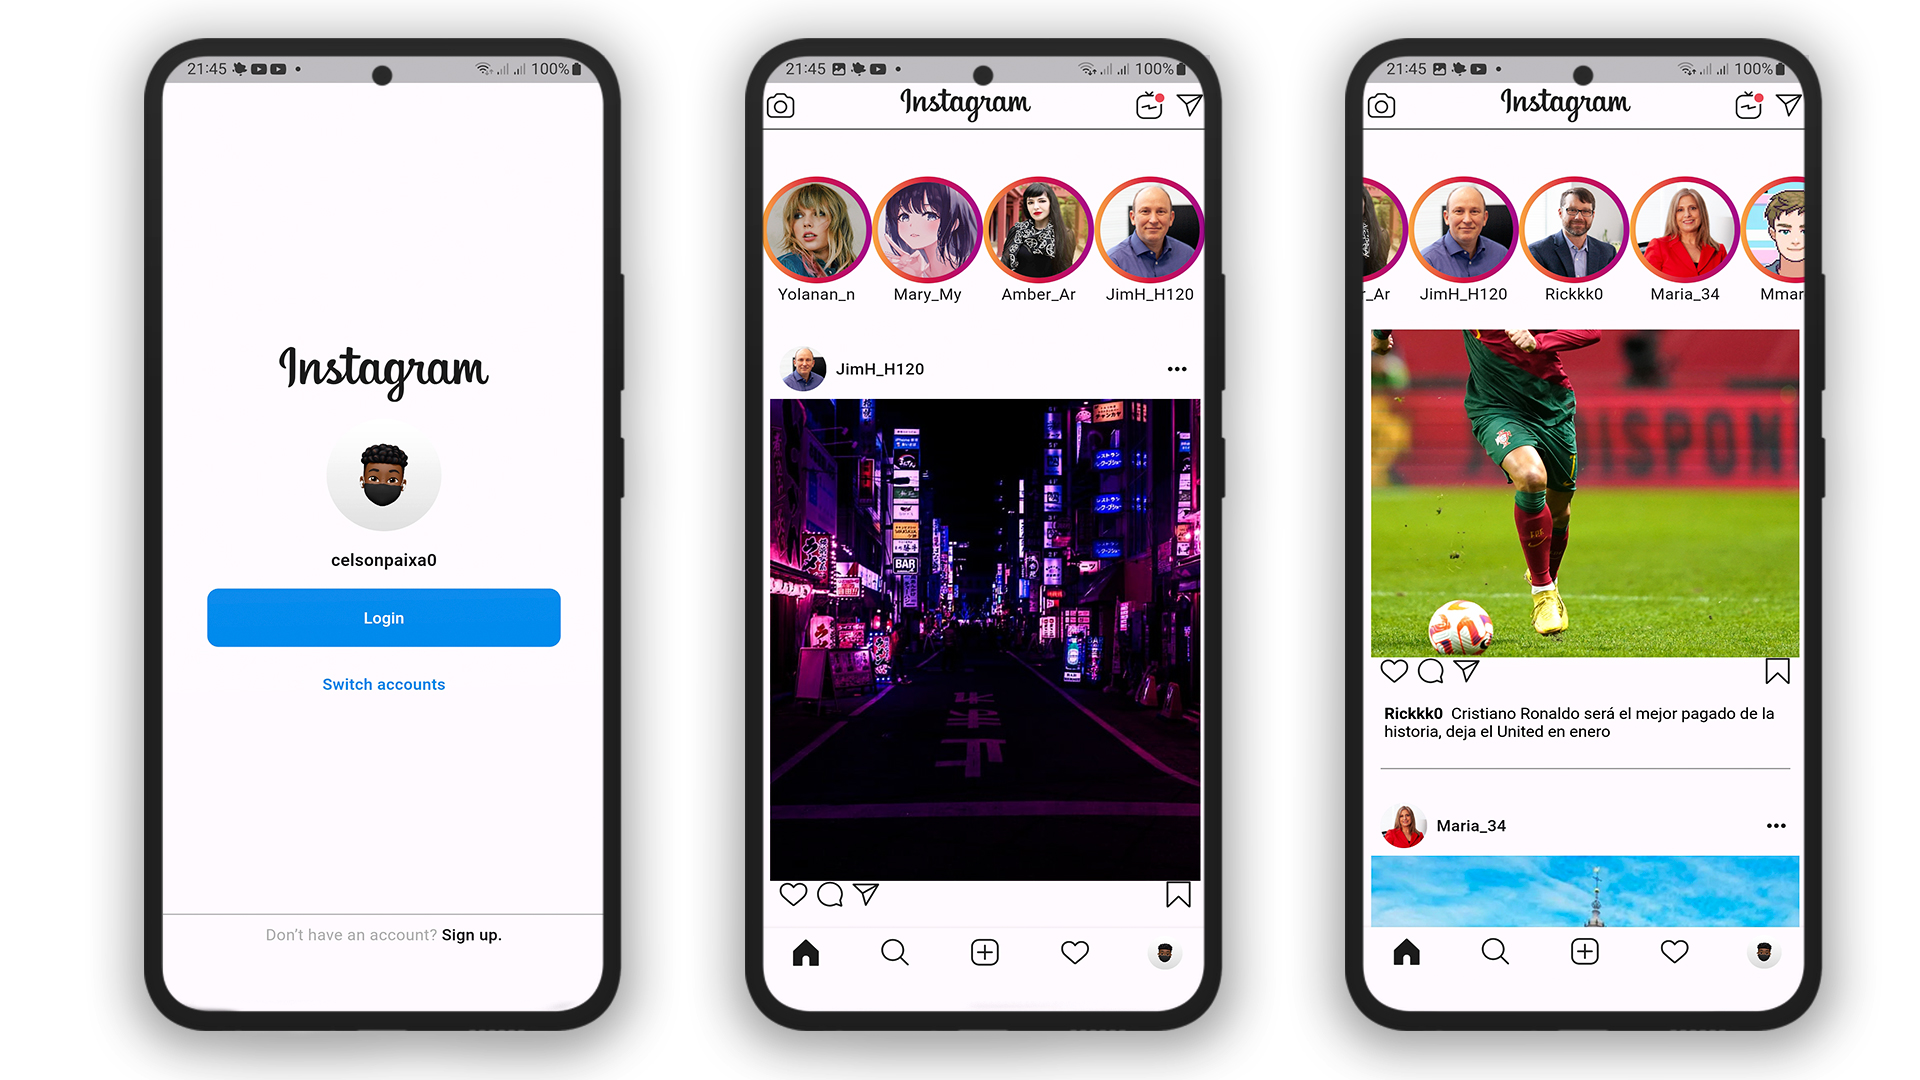 21:45
100%
Instagram
celsonpaixa0
Login
Switch accounts
Don't have an account? Sign up.
21:45
100%
Instagram
Yolanan_n
Mary_My
Amber_Ar
JimH_H120
JimH_H120
BAR
21:45
100%
Instagram
r_Ar
JimH_H120
Rickkk0
Maria_34
Mmar
DISPON
Rickkk0 Cristiano Ronaldo será el mejor pagado de la
historia, deja el United en enero
Maria_34